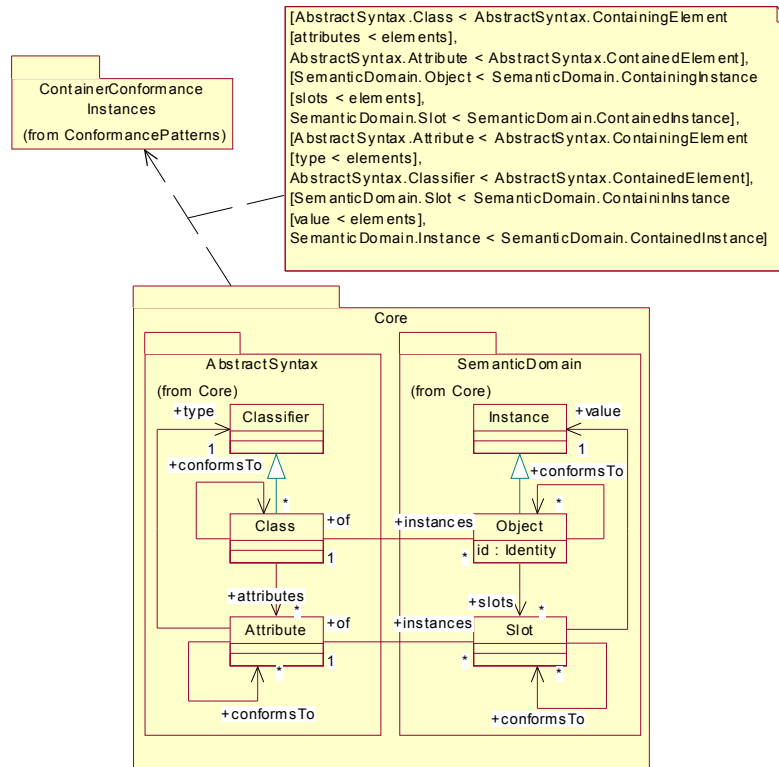 [AbstractSyntax.Class < AbstractSyntax.ContainingElement
[attributes < elements],
AbstractSyntax.Attribute < AbstractSyntax.ContainedElement],
[SemanticDomain.Object < SemanticDomain.ContainingInstance
[slots < elements],
SemanticDomain.Slot < SemanticDomain.ContainedInstance],
[AbstractSyntax.Attribute < AbstractSyntax.ContainingElement
[type < elements],
AbstractSyntax.Classifier < AbstractSyntax.ContainedElement],
[SemanticDomain.Slot < SemanticDomain.ContaininInstance
[value < elements],
SemanticDomain.Instance < SemanticDomain.ContainedInstance]
ContainerConformance
Instances
(from ConformancePatterns)
Core
AbstractSyntax
(from Core)
+type
Classifier
1
+conformsTo
*
Class
+of
1
+attributes
*
Attribute
+of
1
*
+conformsTo
SemanticDomain
(from Core)
Instance
+value
1
+conformsTo
*
+instances
Object
id : Identity
*
+slots
*
+instances
Slot
*
*
+conformsTo